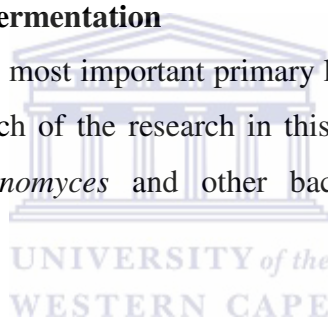 ermentation
most important primary
ch of the research in this
nomyces and other bac
UNIVERSITY of the
WESTERN CAPE